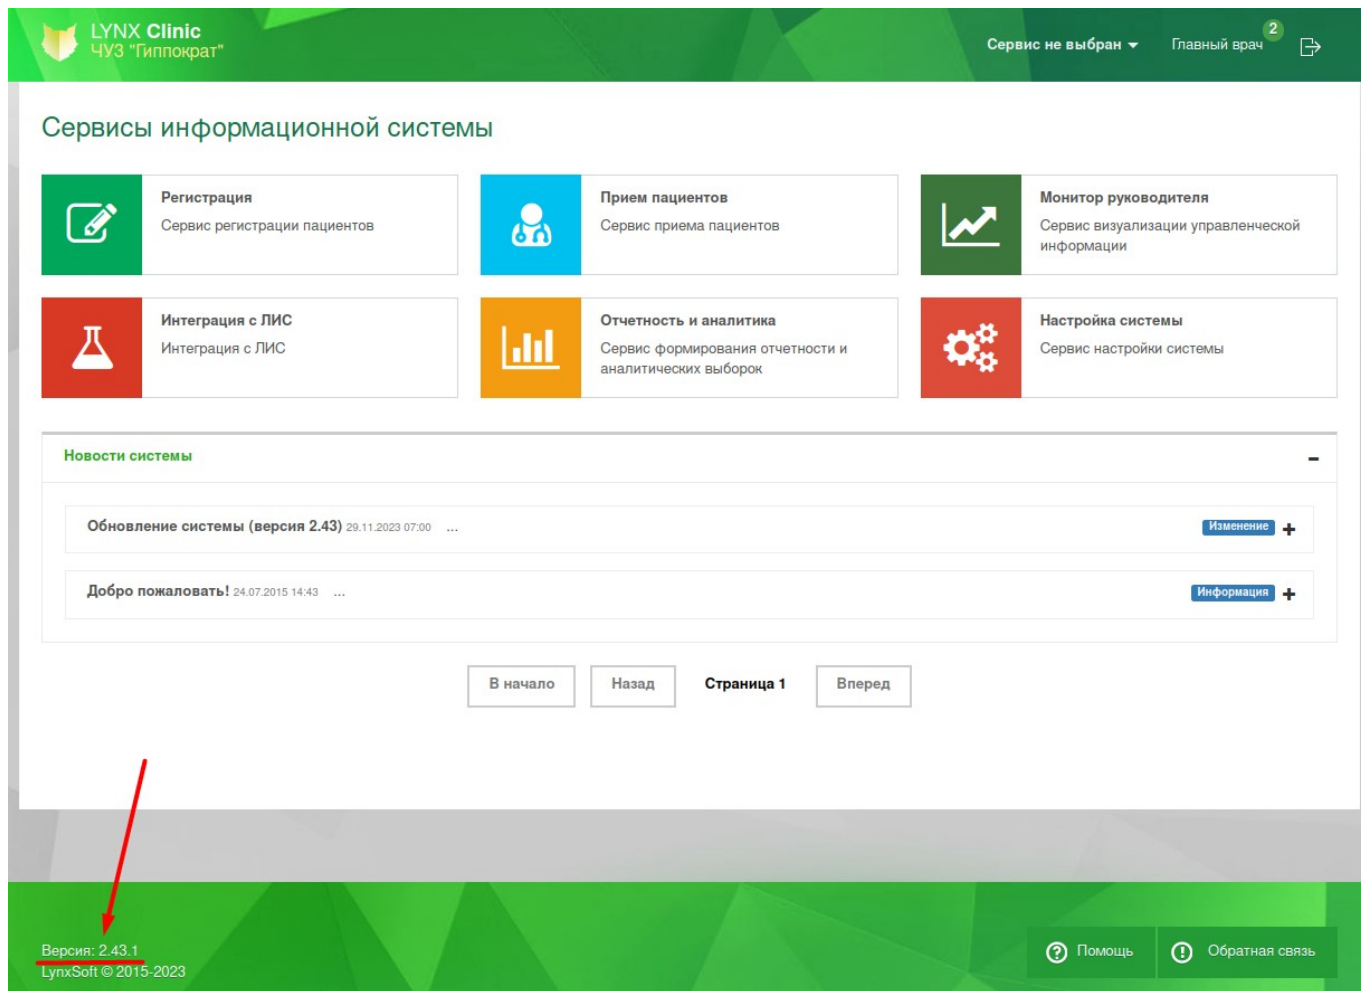 LYNX Clinic
ЧУЗ "Гиппократ"
Сервис не выбран
Главный врач
2
Сервисы информационной системы
Регистрация
Сервис регистрации пациентов
Прием пациентов
Сервис приема пациентов
Монитор руководителя
Сервис визуализации управленческой
информации
Интеграция с ЛИС
Интеграция с ЛИС
Отчетность и аналитика
Сервис формирования отчетности и
аналитических выборок
Настройка системы
Сервис настройки системы
Новости системы
Обновление системы (версия 2.43) 29.11.2023 07:00 ...
Изменение
Добро пожаловать! 24.07.2015 14:43 ...
Информация
В начало
Назад
Страница 1
Вперед
Версия: 2.43.1
LynxSoft © 2015-2023
Помощь
Обратная связь